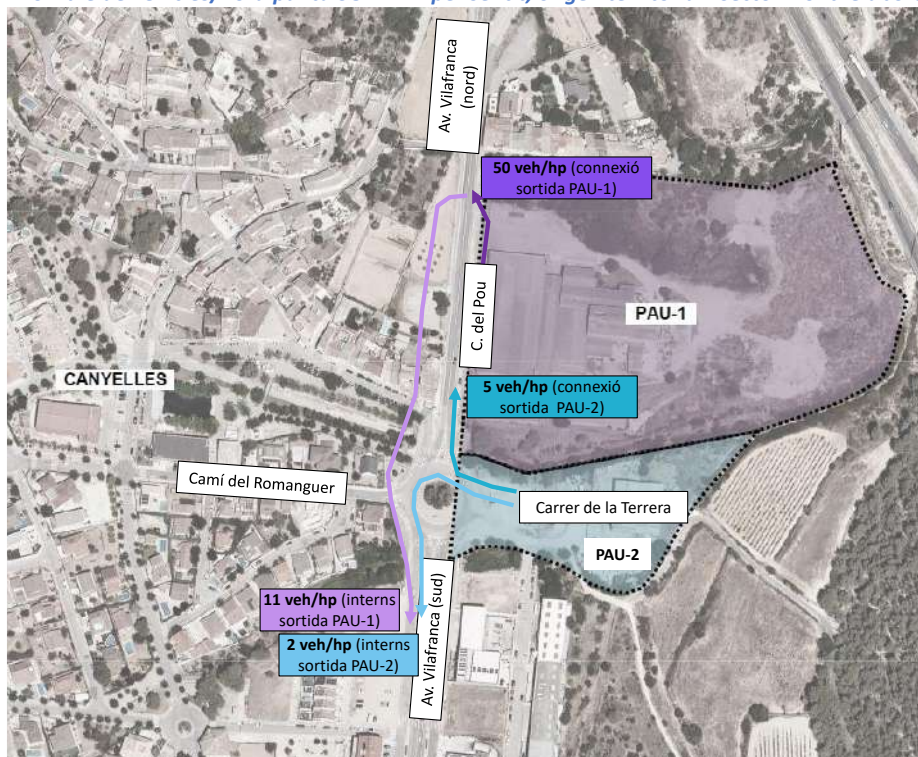 Av. Vilafranca
(nord)
50 veh/hp (connexió
sortida PAU-1)
C. del Pou
PAU-1
CANYELLES
5 veh/hp (connexió
sortida PAU-2)
Camí del Romanguer
Carrer de la Terrera
PAU-2
11 veh/hp (interns
sortida PAU-1)
2 veh/hp (interns
sortida PAU-2)
Av. Vilafranca (sud)